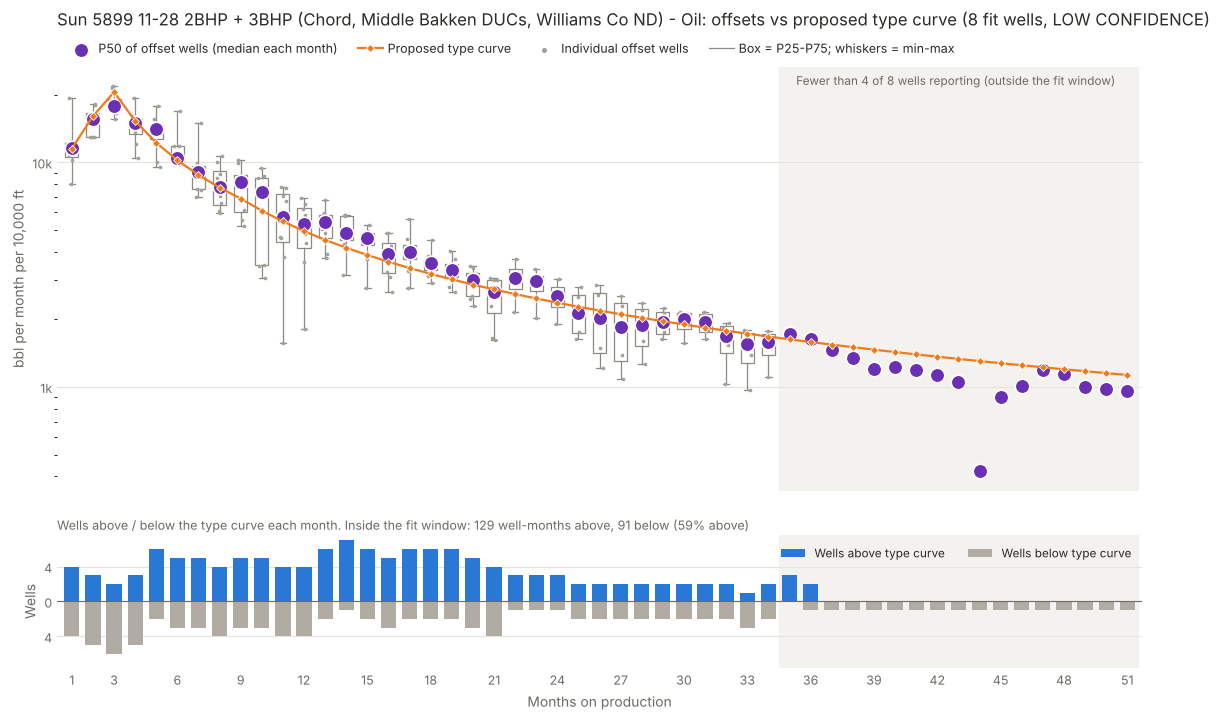 Sun 5899 11-28 2BHP + 3BHP (Chord, Middle Bakken DUCs, Williams Co ND) - Oil: offsets vs proposed type curve (8 fit wells, LOW CONFIDENCE)
P50 of offset wells (median each month) Proposed type curve Individual offset wells Box = P25-P75; whiskers = min-max
Fewer than 4 of 8 wells reporting (outside the fit window)
10k
1k
bbl per month per 10,000 ft
Wells above / below the type curve each month. Inside the fit window: 129 well-months above, 91 below (59% above)
Wells above type curve Wells below type curve
4
0
4
Wells
1 3 6 9 12 15 18 21 24 27 30 33 36 39 42 45 48 51
Months on production